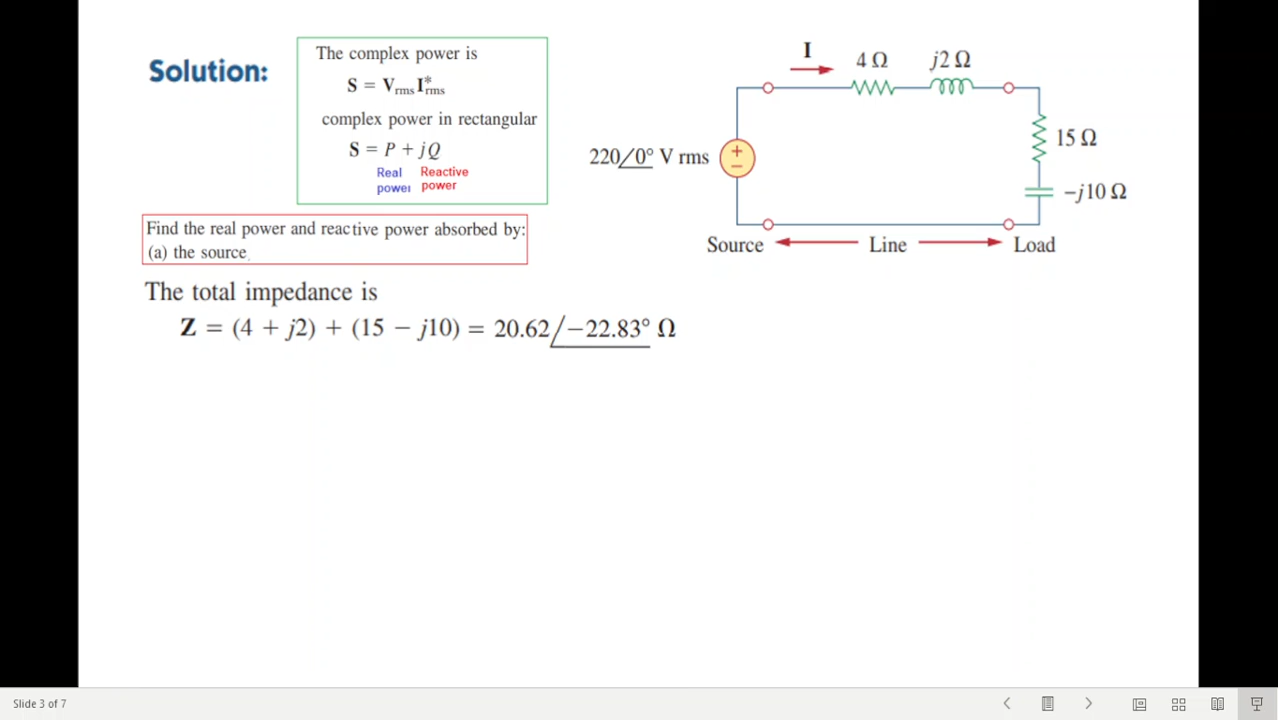 Solution:
The complex power is
S = V_rms I*_rms
complex power in rectangular
S = P + jQ
Real Reactive
power power
Find the real power and reactive power absorbed by:
(a) the source
I
4 Ω j2 Ω
15 Ω
220/0° V rms
+
−
−j10 Ω
Source Line Load
The total impedance is
Z = (4 + j2) + (15 − j10) = 20.62/−22.83° Ω
Slide 3 of 7